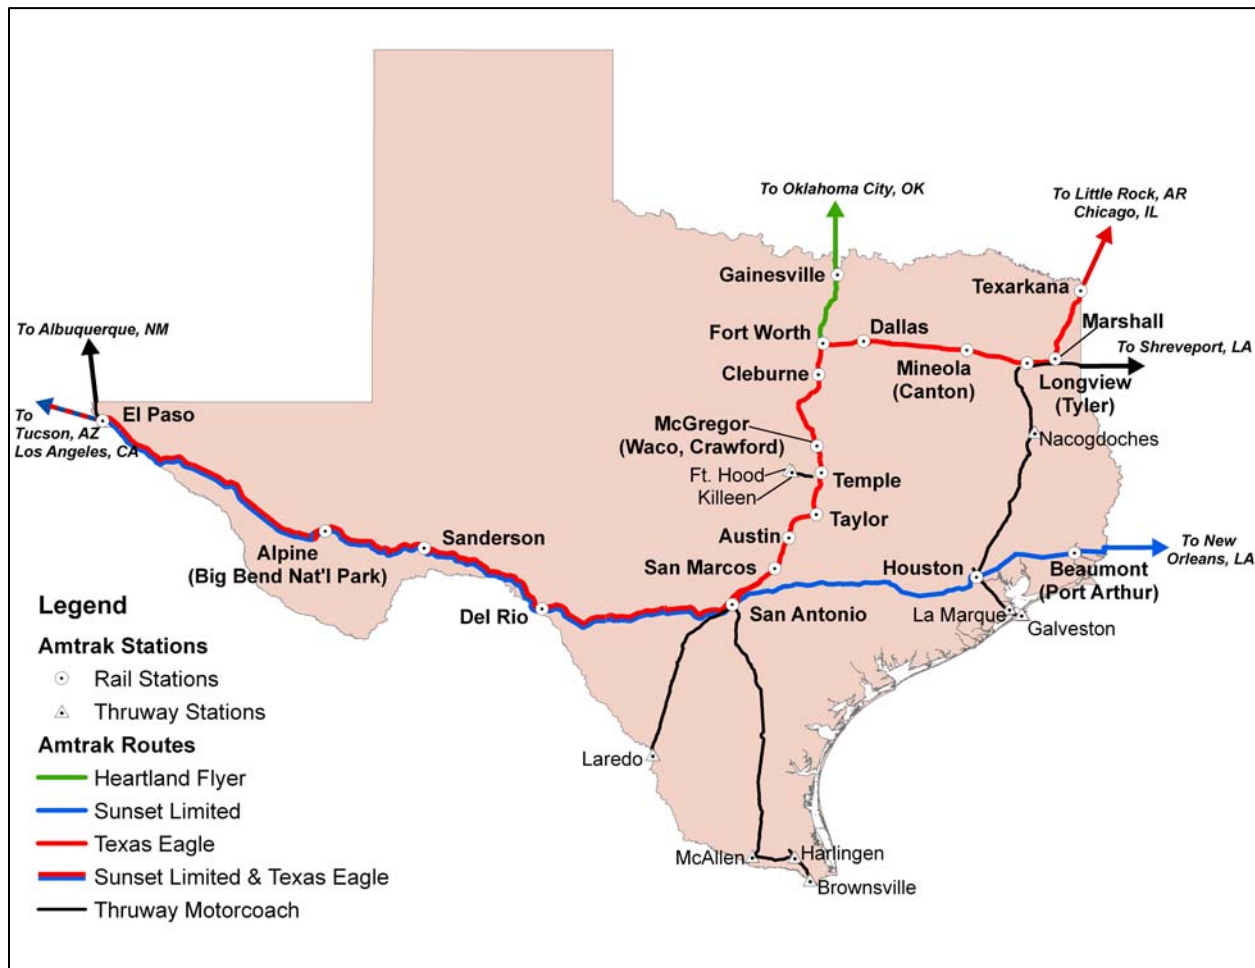 To Oklahoma City, OK
To Little Rock, AR
Chicago, IL
Gainesville
Texarkana
To Albuquerque, NM
Fort Worth
Dallas
Marshall
To Shreveport, LA
Cleburne
Mineola
(Canton)
Longview
(Tyler)
To
Tucson, AZ
Los Angeles, CA
El Paso
McGregor
(Waco, Crawford)
Nacogdoches
Ft. Hood
Killeen
Temple
Taylor
Austin
Sanderson
Alpine
(Big Bend Nat'l Park)
San Marcos
Houston
To New
Orleans, LA
Beaumont
(Port Arthur)
Del Rio
San Antonio
La Marque
Galveston
Laredo
McAllen
Harlingen
Brownsville
Legend
Amtrak Stations
Rail Stations
Thruway Stations
Amtrak Routes
Heartland Flyer
Sunset Limited
Texas Eagle
Sunset Limited & Texas Eagle
Thruway Motorcoach